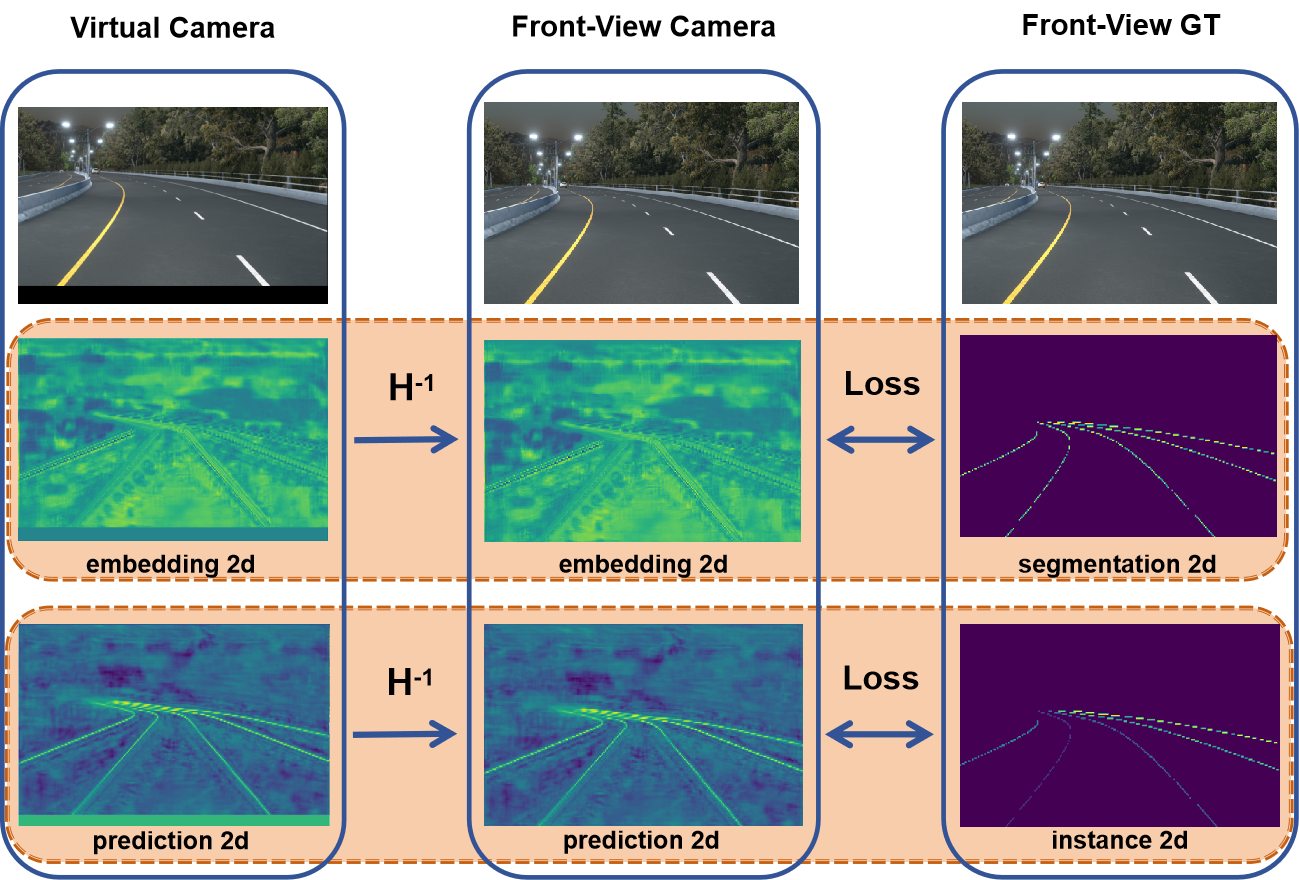 Virtual Camera
Front-View Camera
Front-View GT
H-1
Loss
embedding 2d
embedding 2d
segmentation 2d
H-1
Loss
prediction 2d
prediction 2d
instance 2d